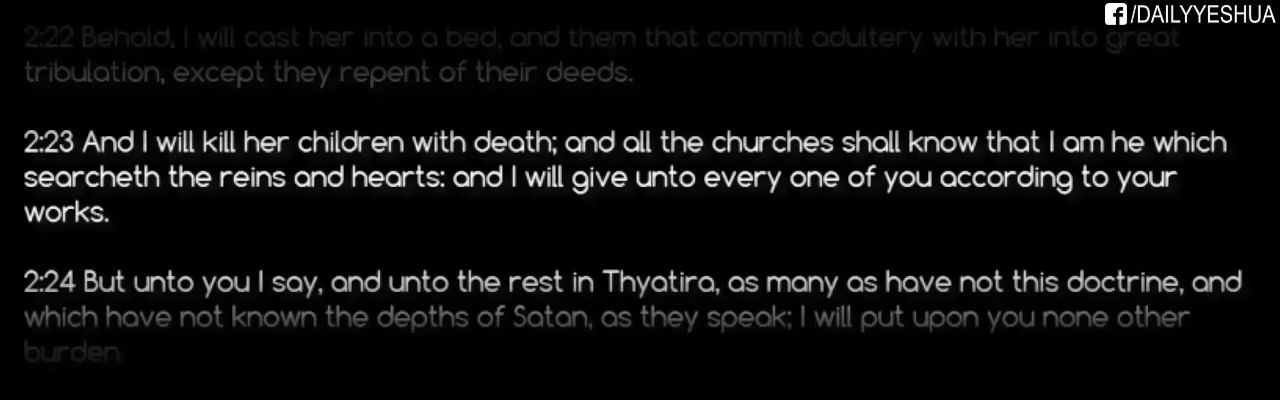 /DAILYYESHUA
2:22 Behold, I will cast her into a bed, and them that commit adultery with her into great
tribulation, except they repent of their deeds.
2:23 And I will kill her children with death; and all the churches shall know that I am he which
searcheth the reins and hearts: and I will give unto every one of you according to your
works.
2:24 But unto you I say, and unto the rest in Thyatira, as many as have not this doctrine, and
which have not known the depths of Satan, as they speak; I will put upon you none other
burden.